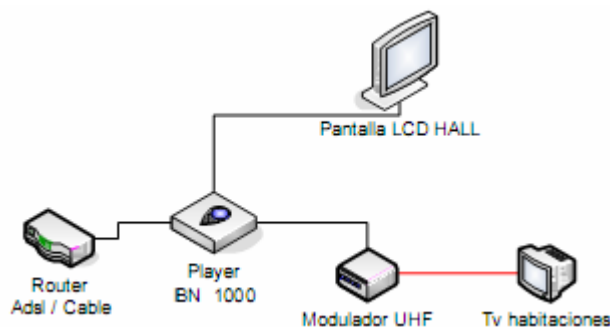 Pantalla LCD HALL
Router
Adsl / Cable
Player
BN 1000
Modulador UHF
Tv habitaciones